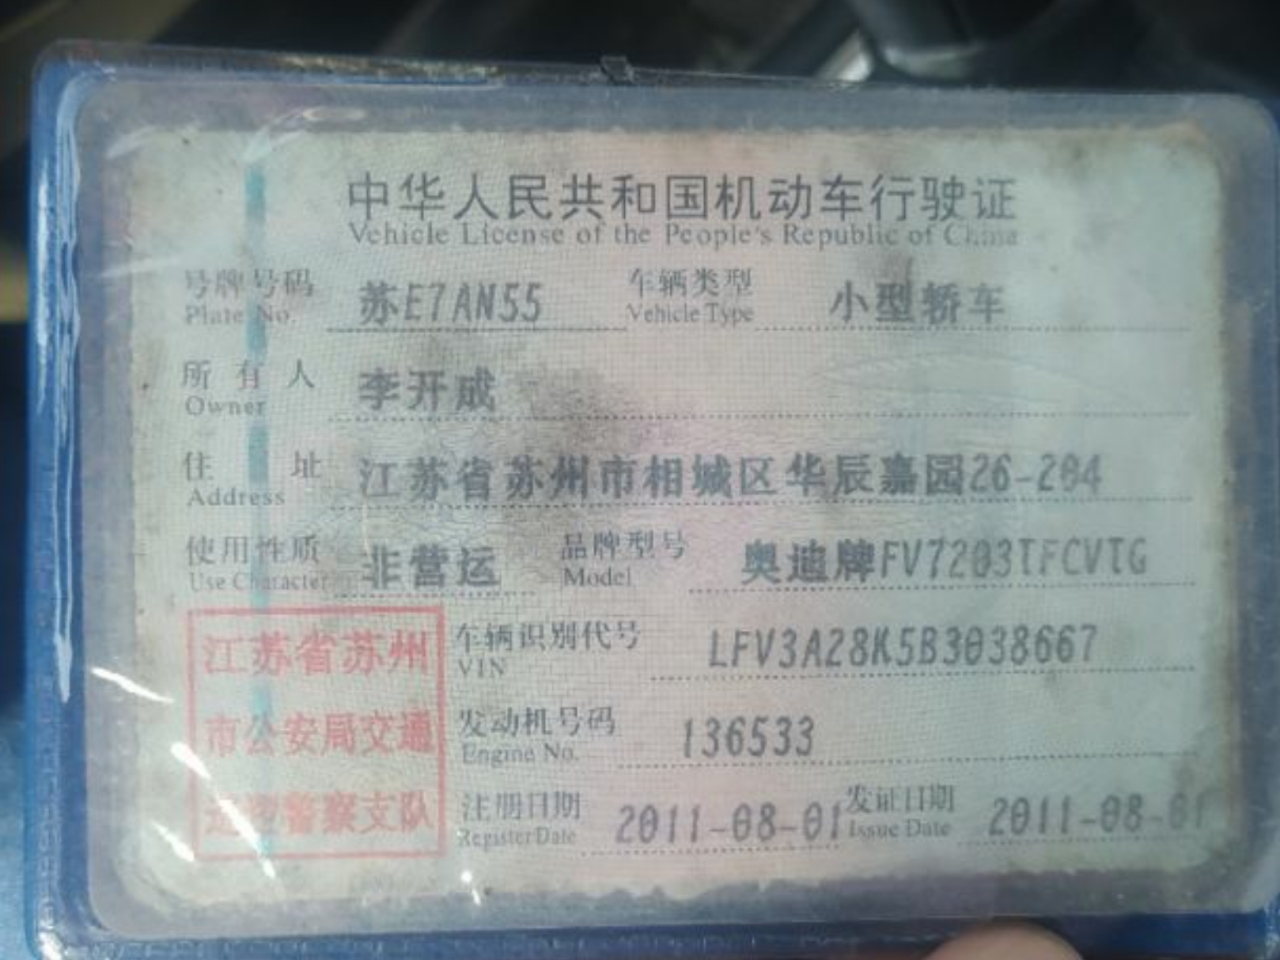 中华人民共和国机动车行驶证
Vehicle License of the People's Republic of China
号牌号码 苏E7AN55 车辆类型 小型轿车
Plate No. Vehicle Type
所有人 李开成
Owner
住址 江苏省苏州市相城区华辰嘉园26-204
Address
使用性质 非营运 品牌型号 奥迪牌FV7203TFCVTG
Use Character Model
江苏省苏州 车辆识别代号 LFV3A28K5B3038667
VIN
市公安局交通 发动机号码 136533
Engine No.
巡逻警察支队 注册日期 2011-08-01 发证日期 2011-08-01
Register Date Issue Date